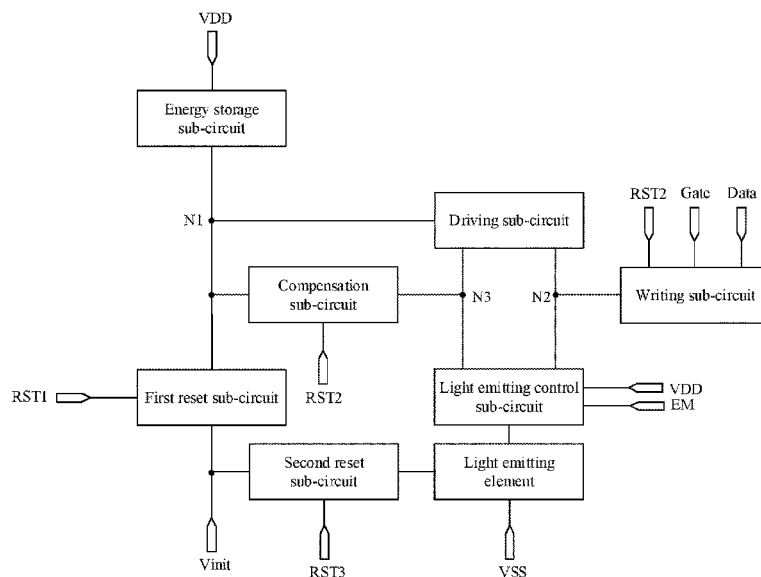 VDD
Energy storage
sub-circuit
RST2 Gate Data
N1
Driving sub-circuit
Compensation
sub-circuit
N3
N2
Writing sub-circuit
RST1
First reset sub-circuit
RST2
Light emitting control
sub-circuit
VDD
EM
Second reset
sub-circuit
Light emitting
element
Vinit
RST3
VSS